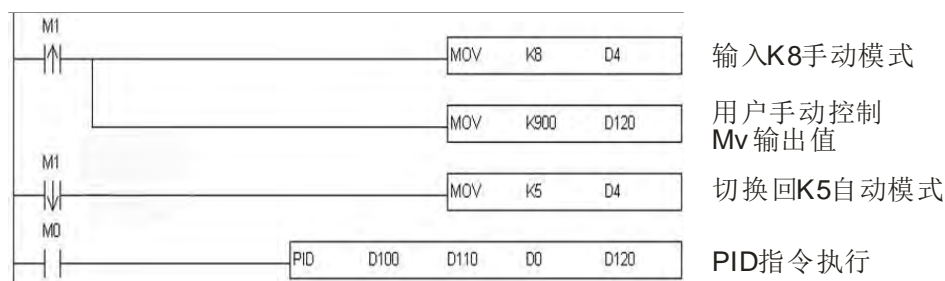 M1
MOV K8 D4 输入K8手动模式
MOV K900 D120 用户手动控制
Mv输出值
M1
MOV K5 D4 切换回K5自动模式
M0
PID D100 D110 D0 D120 PID指令执行